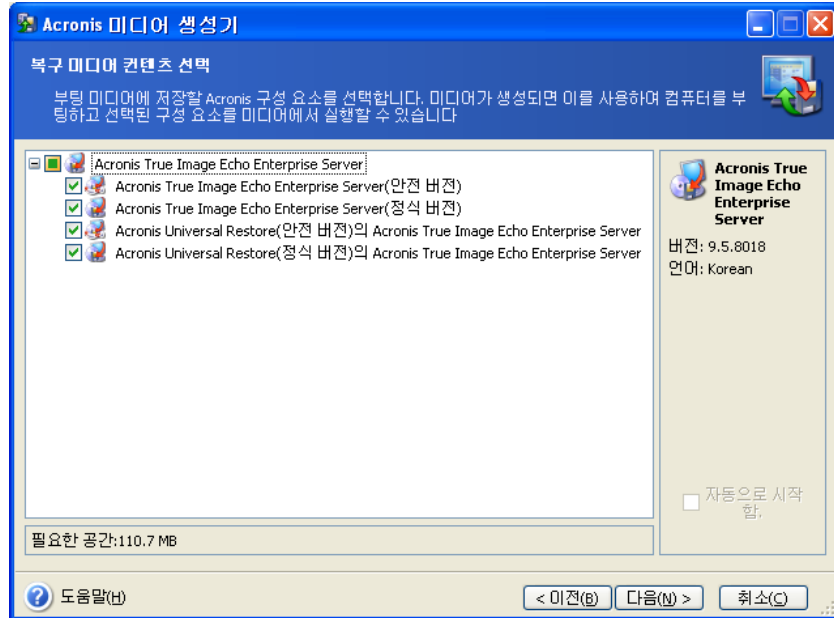 Acronis 미디어 생성기
복구 미디어 컨텐츠 선택
부팅 미디어에 저장할 Acronis 구성 요소를 선택합니다. 미디어가 생성되면 이를 사용하여 컴퓨터를 부
팅하고 선택된 구성 요소를 미디어에서 실행할 수 있습니다
Acronis True Image Echo Enterprise Server
Acronis True Image Echo Enterprise Server(안전 버전)
Acronis True Image Echo Enterprise Server(정식 버전)
Acronis Universal Restore(안전 버전)의 Acronis True Image Echo Enterprise Server
Acronis Universal Restore(정식 버전)의 Acronis True Image Echo Enterprise Server
Acronis True
Image Echo
Enterprise
Server
버전: 9.5.8018
언어: Korean
자동으로 시작
함.
필요한 공간:110.7 MB
도움말(H)
< 이전(B)
다음(N) >
취소(C)